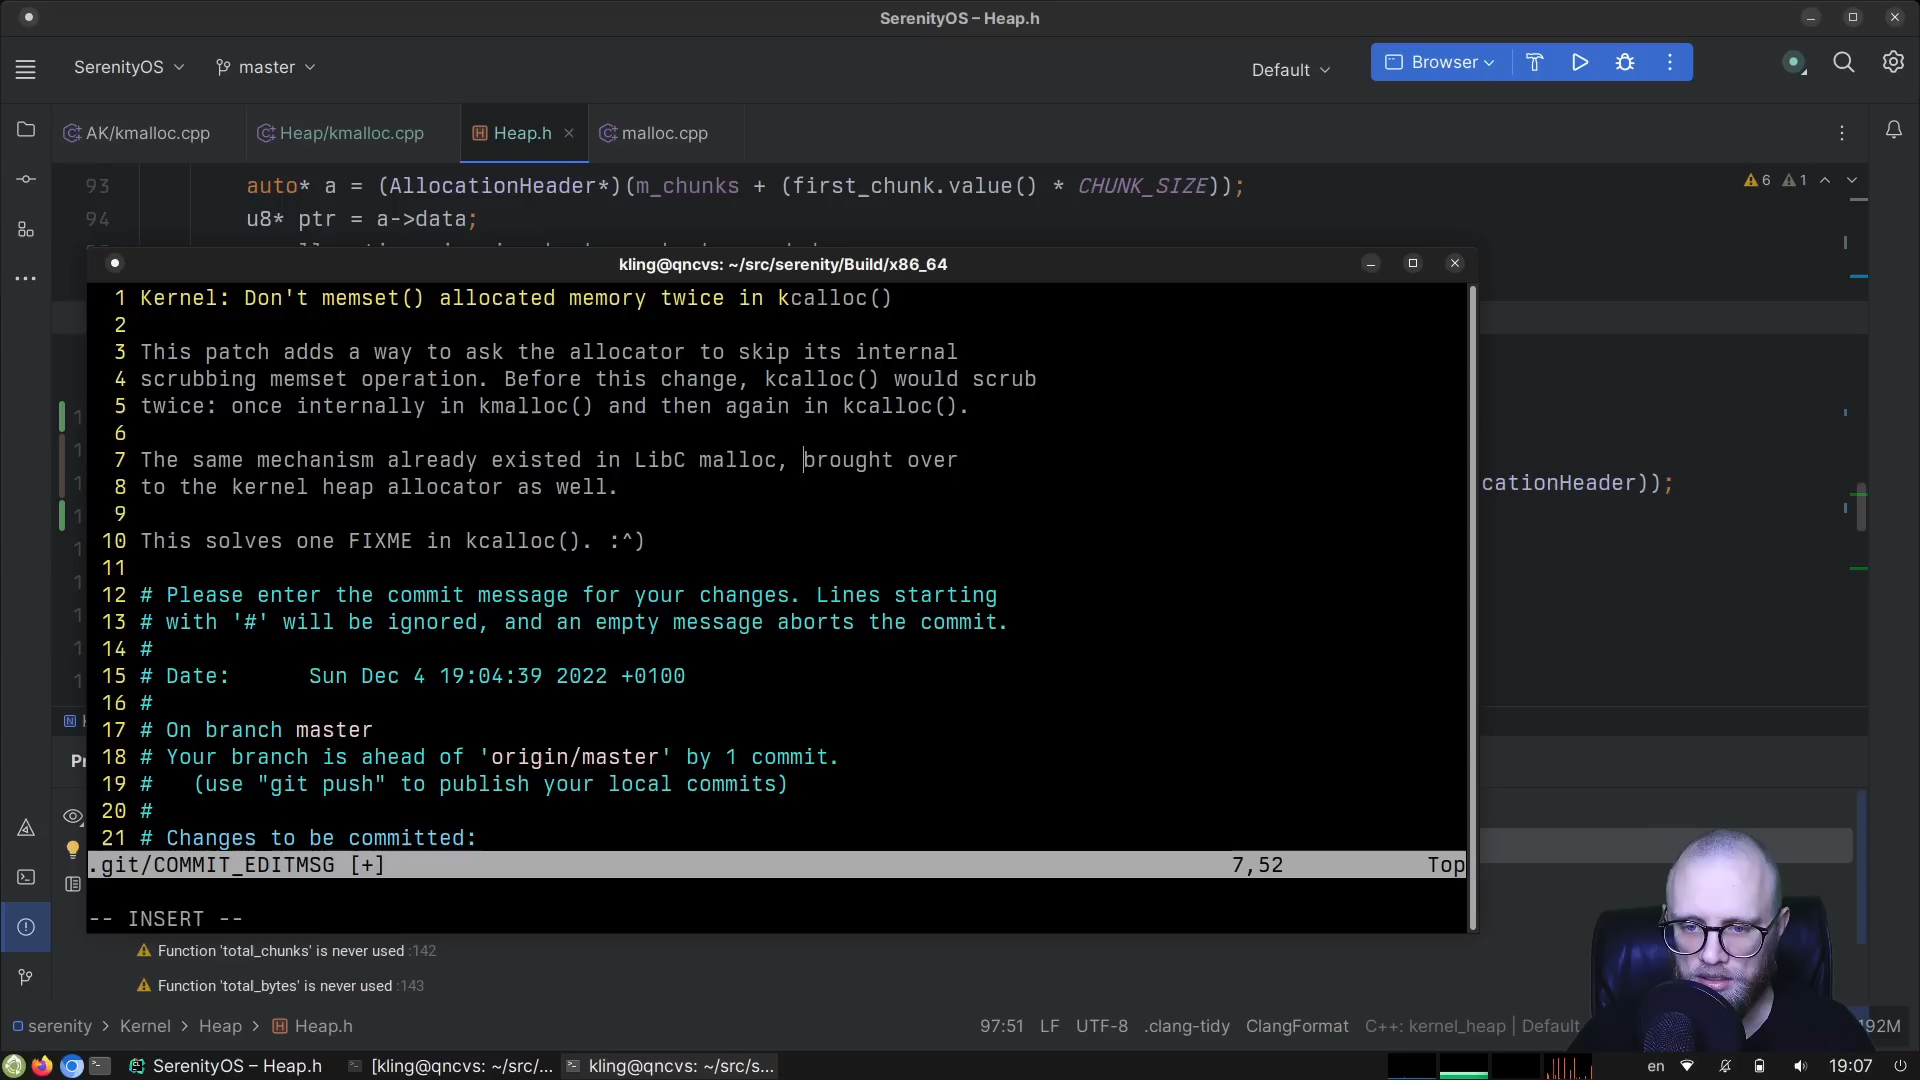 SerenityOS – Heap.h
SerenityOS
master
Default
Browser
AK/kmalloc.cpp
Heap/kmalloc.cpp
Heap.h
malloc.cpp
93 auto* a = (AllocationHeader*)(m_chunks + (first_chunk.value() * CHUNK_SIZE));
6
1
94 u8* ptr = a->data;
kling@qncvs: ~/src/serenity/Build/x86_64
1 Kernel: Don't memset() allocated memory twice in kcalloc()
2
3 This patch adds a way to ask the allocator to skip its internal
4 scrubbing memset operation. Before this change, kcalloc() would scrub
5 twice: once internally in kmalloc() and then again in kcalloc().
6
7 The same mechanism already existed in LibC malloc, brought over
8 to the kernel heap allocator as well.
cationHeader));
9
10 This solves one FIXME in kcalloc(). :^)
11
12 # Please enter the commit message for your changes. Lines starting
13 # with '#' will be ignored, and an empty message aborts the commit.
14 #
15 # Date:      Sun Dec 4 19:04:39 2022 +0100
16 #
17 # On branch master
18 # Your branch is ahead of 'origin/master' by 1 commit.
19 #   (use "git push" to publish your local commits)
20 #
21 # Changes to be committed:
.git/COMMIT_EDITMSG [+]
7,52
Top
-- INSERT --
Function 'total_chunks' is never used :142
Function 'total_bytes' is never used :143
serenity > Kernel > Heap > Heap.h
97:51 LF UTF-8 .clang-tidy ClangFormat C++: kernel_heap | Default
192M
SerenityOS – Heap.h
[kling@qncvs: ~/src/...
kling@qncvs: ~/src/s...
en
19:07